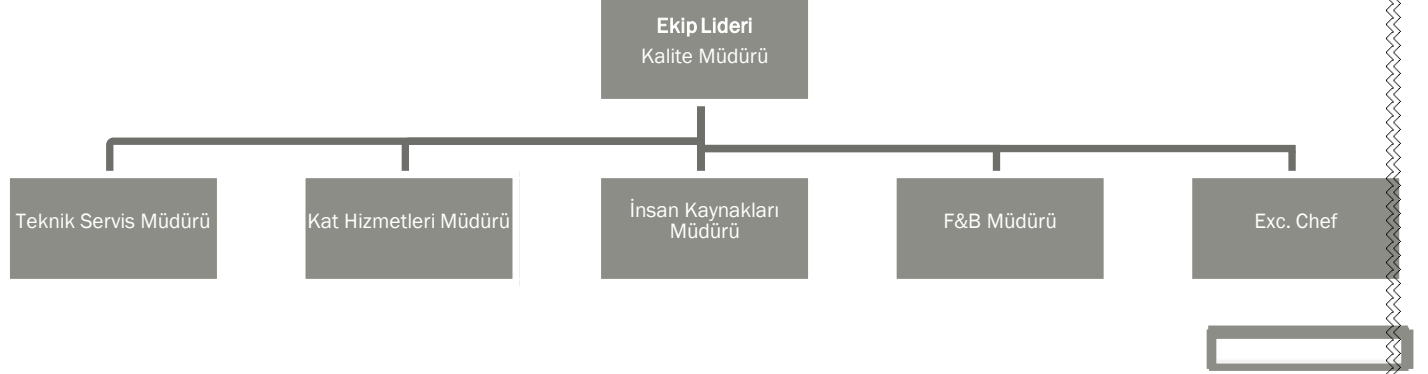 Ekip Lideri
Kalite Müdürü
Teknik Servis Müdürü
Kat Hizmetleri Müdürü
İnsan Kaynakları
Müdürü
F&B Müdürü
Exc. Chef